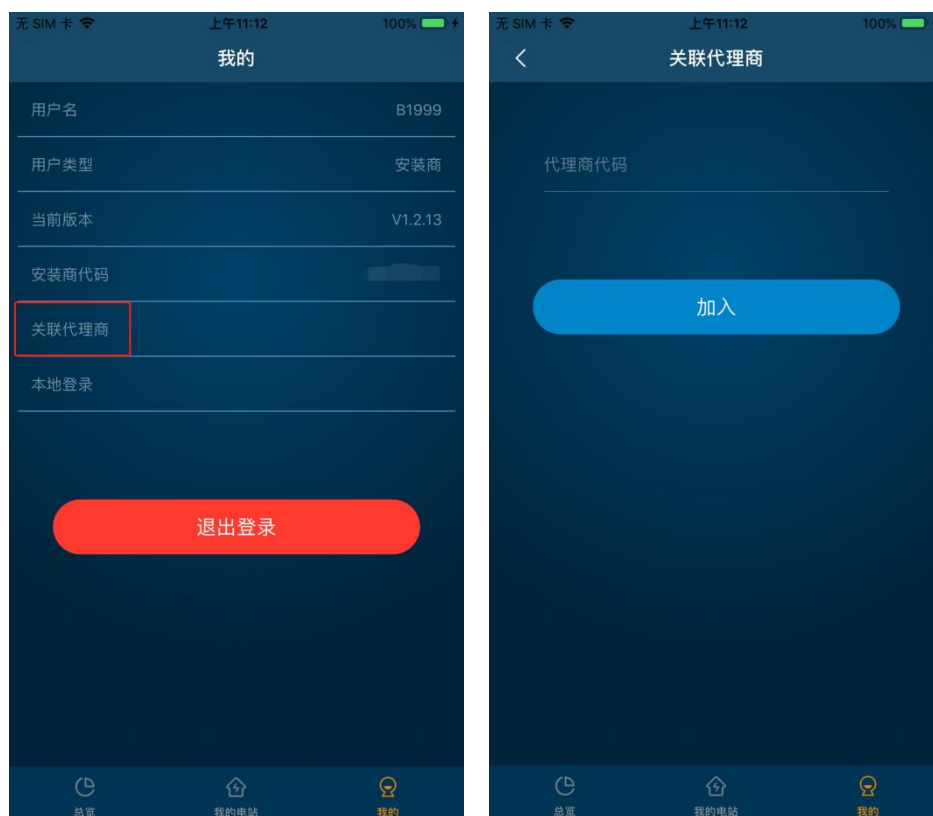 无 SIM 卡 上午11:12 100%
我的
用户名 B1999
用户类型 安装商
当前版本 V1.2.13
安装商代码
关联代理商
本地登录
退出登录
总览 我的电站 我的
无 SIM 卡 上午11:12 100%
关联代理商
代理商代码
加入
总览 我的电站 我的